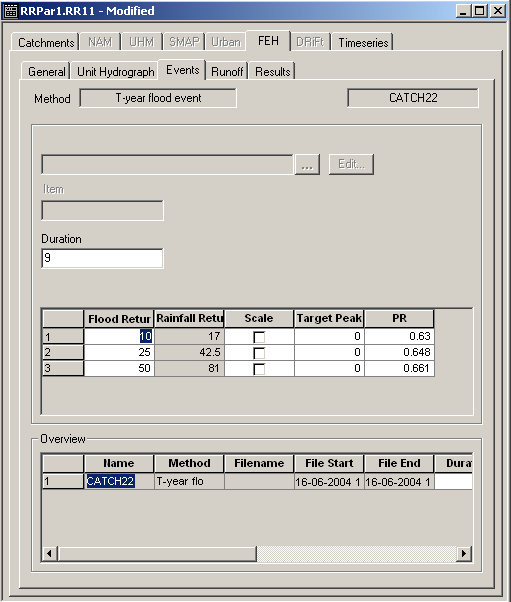 RRPar1.RR11 - Modified
Catchments NAM UHM SMAP Urban FEH DRiFt Timeseries
General Unit Hydrograph Events Runoff Results
Method T-year flood event CATCH22
... Edit...
Item
Duration
9
Flood Retur Rainfall Retu Scale Target Peak PR
1 10 17 0 0.63
2 25 42.5 0 0.648
3 50 81 0 0.661
Overview
Name Method Filename File Start File End Dura
1 CATCH22 T-year flo 16-06-2004 1 16-06-2004 1